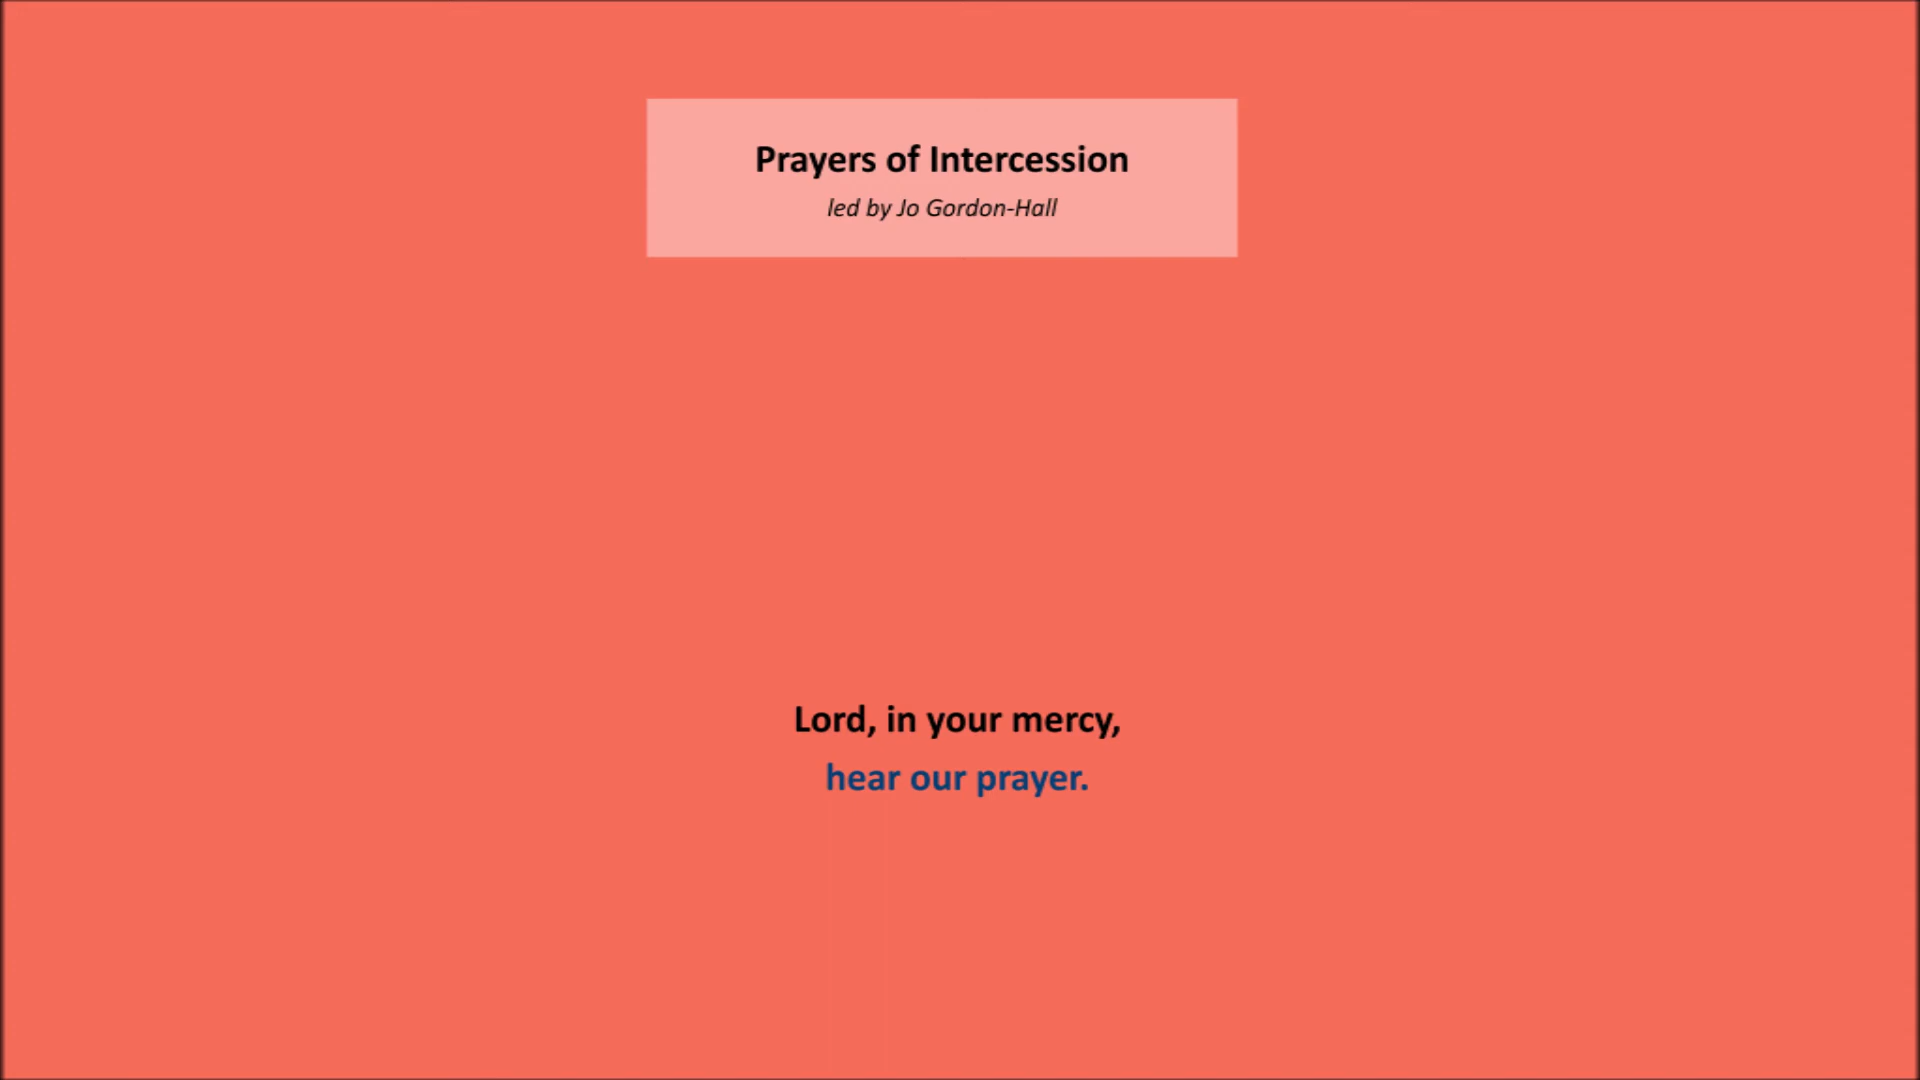 Prayers of Intercession
led by Jo Gordon-Hall
Lord, in your mercy,
hear our prayer.